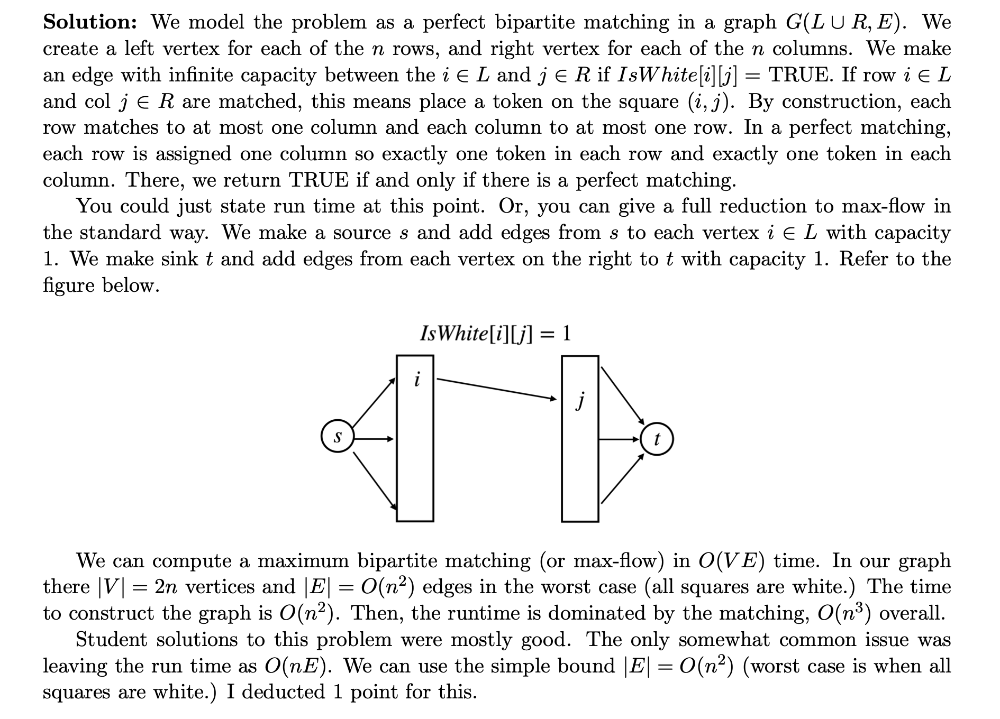 Solution: We model the problem as a perfect bipartite matching in a graph G(L ∪ R, E). We
create a left vertex for each of the n rows, and right vertex for each of the n columns. We make
an edge with infinite capacity between the i ∈ L and j ∈ R if IsWhite[i][j] = TRUE. If row i ∈ L
and col j ∈ R are matched, this means place a token on the square (i, j). By construction, each
row matches to at most one column and each column to at most one row. In a perfect matching,
each row is assigned one column so exactly one token in each row and exactly one token in each
column. There, we return TRUE if and only if there is a perfect matching.
You could just state run time at this point. Or, you can give a full reduction to max-flow in
the standard way. We make a source s and add edges from s to each vertex i ∈ L with capacity
1. We make sink t and add edges from each vertex on the right to t with capacity 1. Refer to the
figure below.
IsWhite[i][j] = 1
i
j
s
t
We can compute a maximum bipartite matching (or max-flow) in O(VE) time. In our graph
there |V| = 2n vertices and |E| = O(n²) edges in the worst case (all squares are white.) The time
to construct the graph is O(n²). Then, the runtime is dominated by the matching, O(n³) overall.
Student solutions to this problem were mostly good. The only somewhat common issue was
leaving the run time as O(nE). We can use the simple bound |E| = O(n²) (worst case is when all
squares are white.) I deducted 1 point for this.